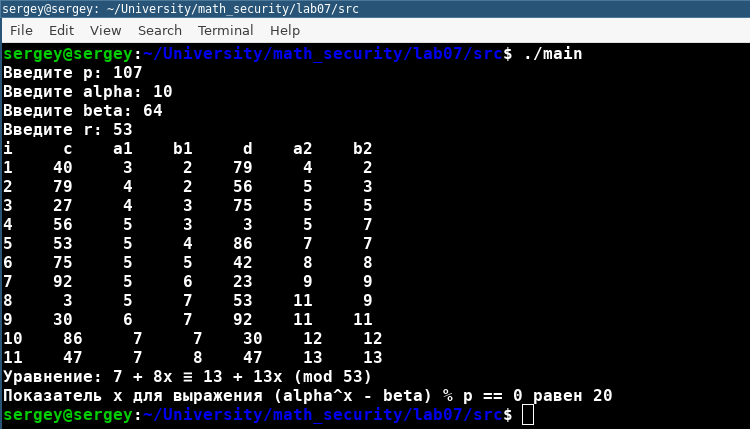 sergey@sergey: ~/University/math_security/lab07/src
File Edit View Search Terminal Help
sergey@sergey:~/University/math_security/lab07/src$ ./main
Введите p: 107
Введите alpha: 10
Введите beta: 64
Введите r: 53
i     c    a1    b1     d    a2    b2
1    40     3     2    79     4     2
2    79     4     2    56     5     3
3    27     4     3    75     5     5
4    56     5     3     3     5     7
5    53     5     4    86     7     7
6    75     5     5    42     8     8
7    92     5     6    23     9     9
8     3     5     7    53    11     9
9    30     6     7    92    11    11
10    86     7     7    30    12    12
11    47     7     8    47    13    13
Уравнение: 7 + 8x ≡ 13 + 13x (mod 53)
Показатель x для выражения (alpha^x - beta) % p == 0 равен 20
sergey@sergey:~/University/math_security/lab07/src$